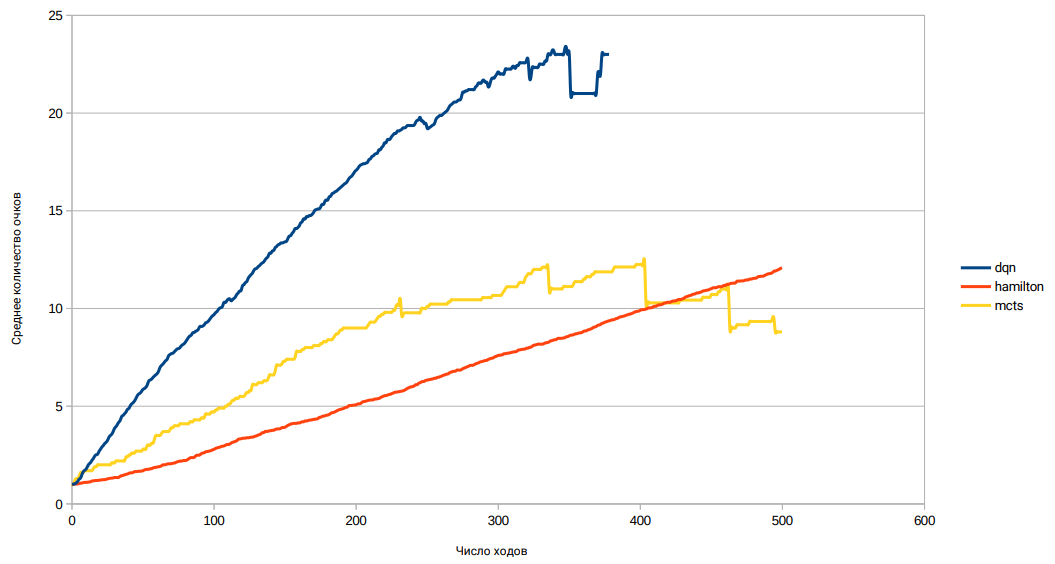 25
20
15
10
5
0
0 100 200 300 400 500 600
Среднее количество очков
Число ходов
dqn
hamilton
mcts